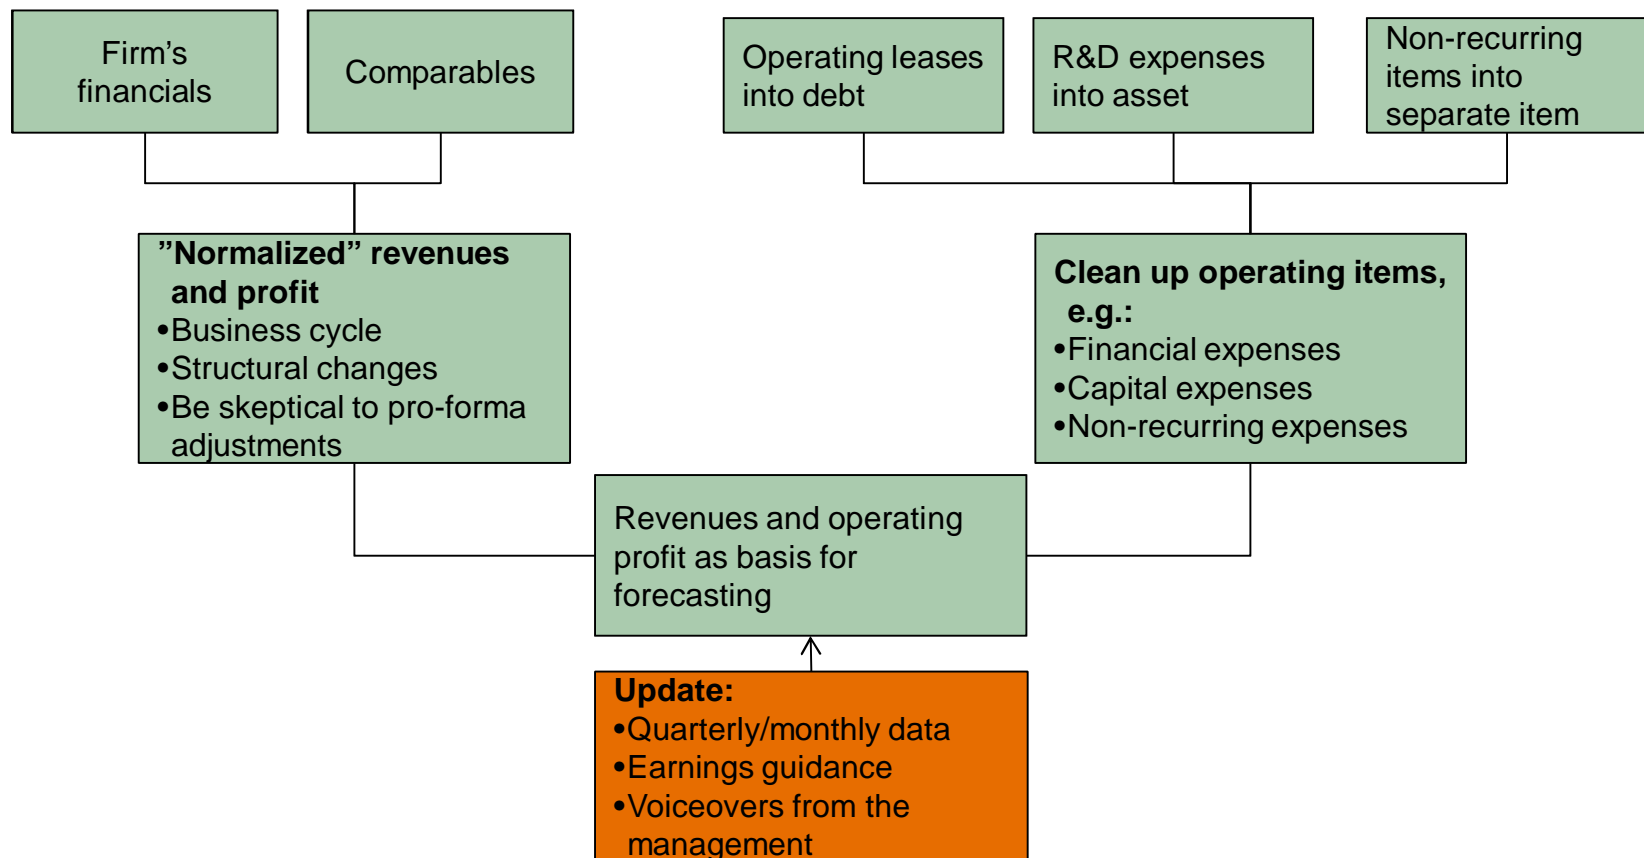 Firm’s
financials
Comparables
Operating leases
into debt
R&D expenses
into asset
Non-recurring
items into
separate item
”Normalized” revenues
and profit
•Business cycle
•Structural changes
•Be skeptical to pro-forma
adjustments
Clean up operating items,
e.g.:
•Financial expenses
•Capital expenses
•Non-recurring expenses
Revenues and operating
profit as basis for
forecasting
Update:
•Quarterly/monthly data
•Earnings guidance
•Voiceovers from the
management